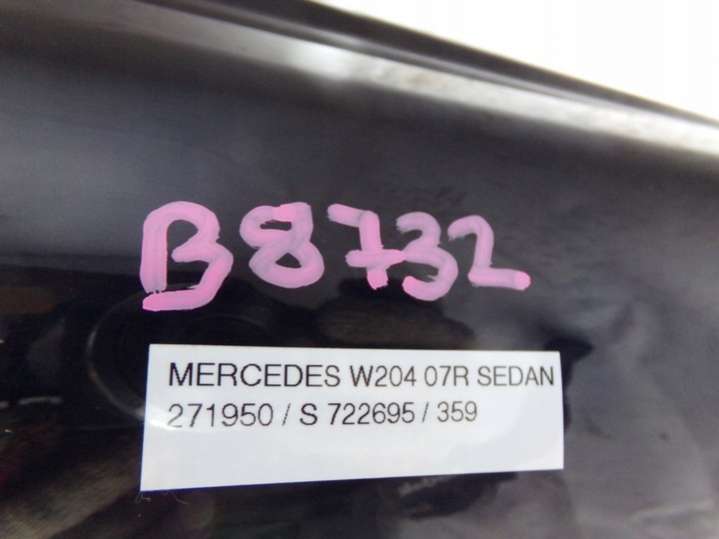 B8732
MERCEDES W204 07R SEDAN
271950 / S 722695 / 359